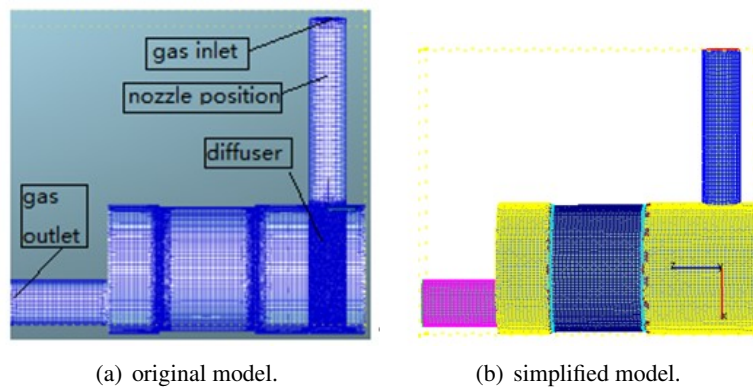 gas inlet
nozzle position
diffuser
gas
outlet
(a) original model.
(b) simplified model.